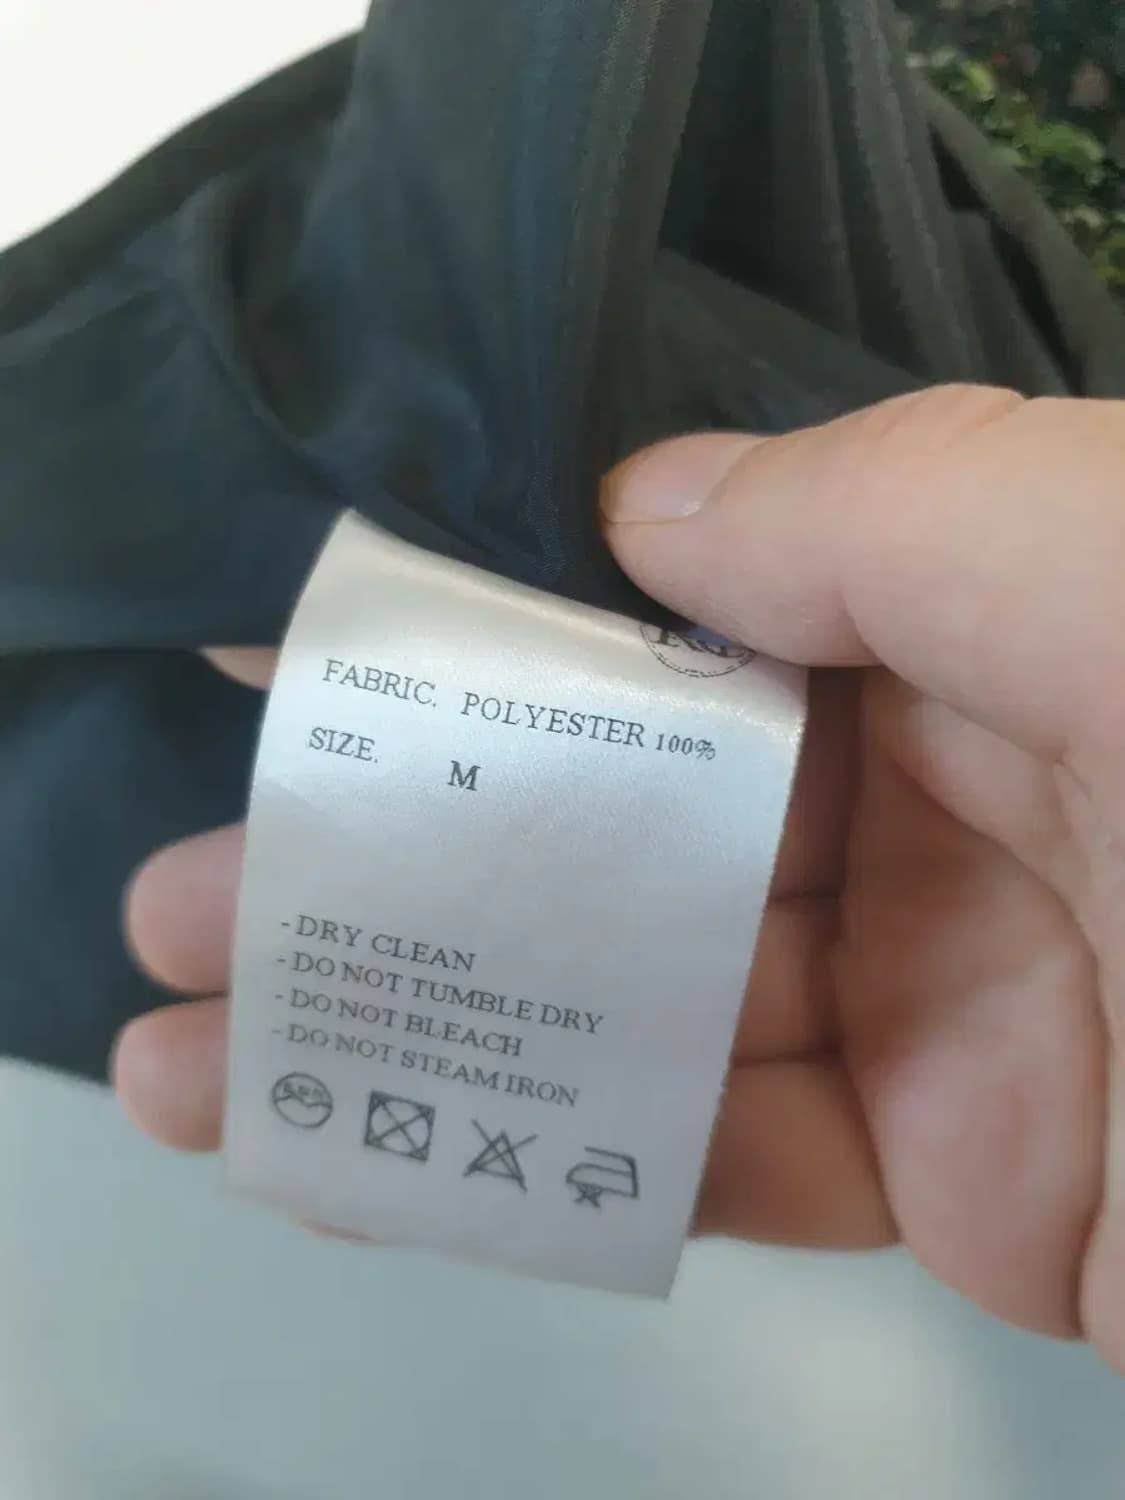 FABRIC. POLYESTER 100%
SIZE. M
- DRY CLEAN
- DO NOT TUMBLE DRY
- DO NOT BLEACH
- DO NOT STEAM IRON